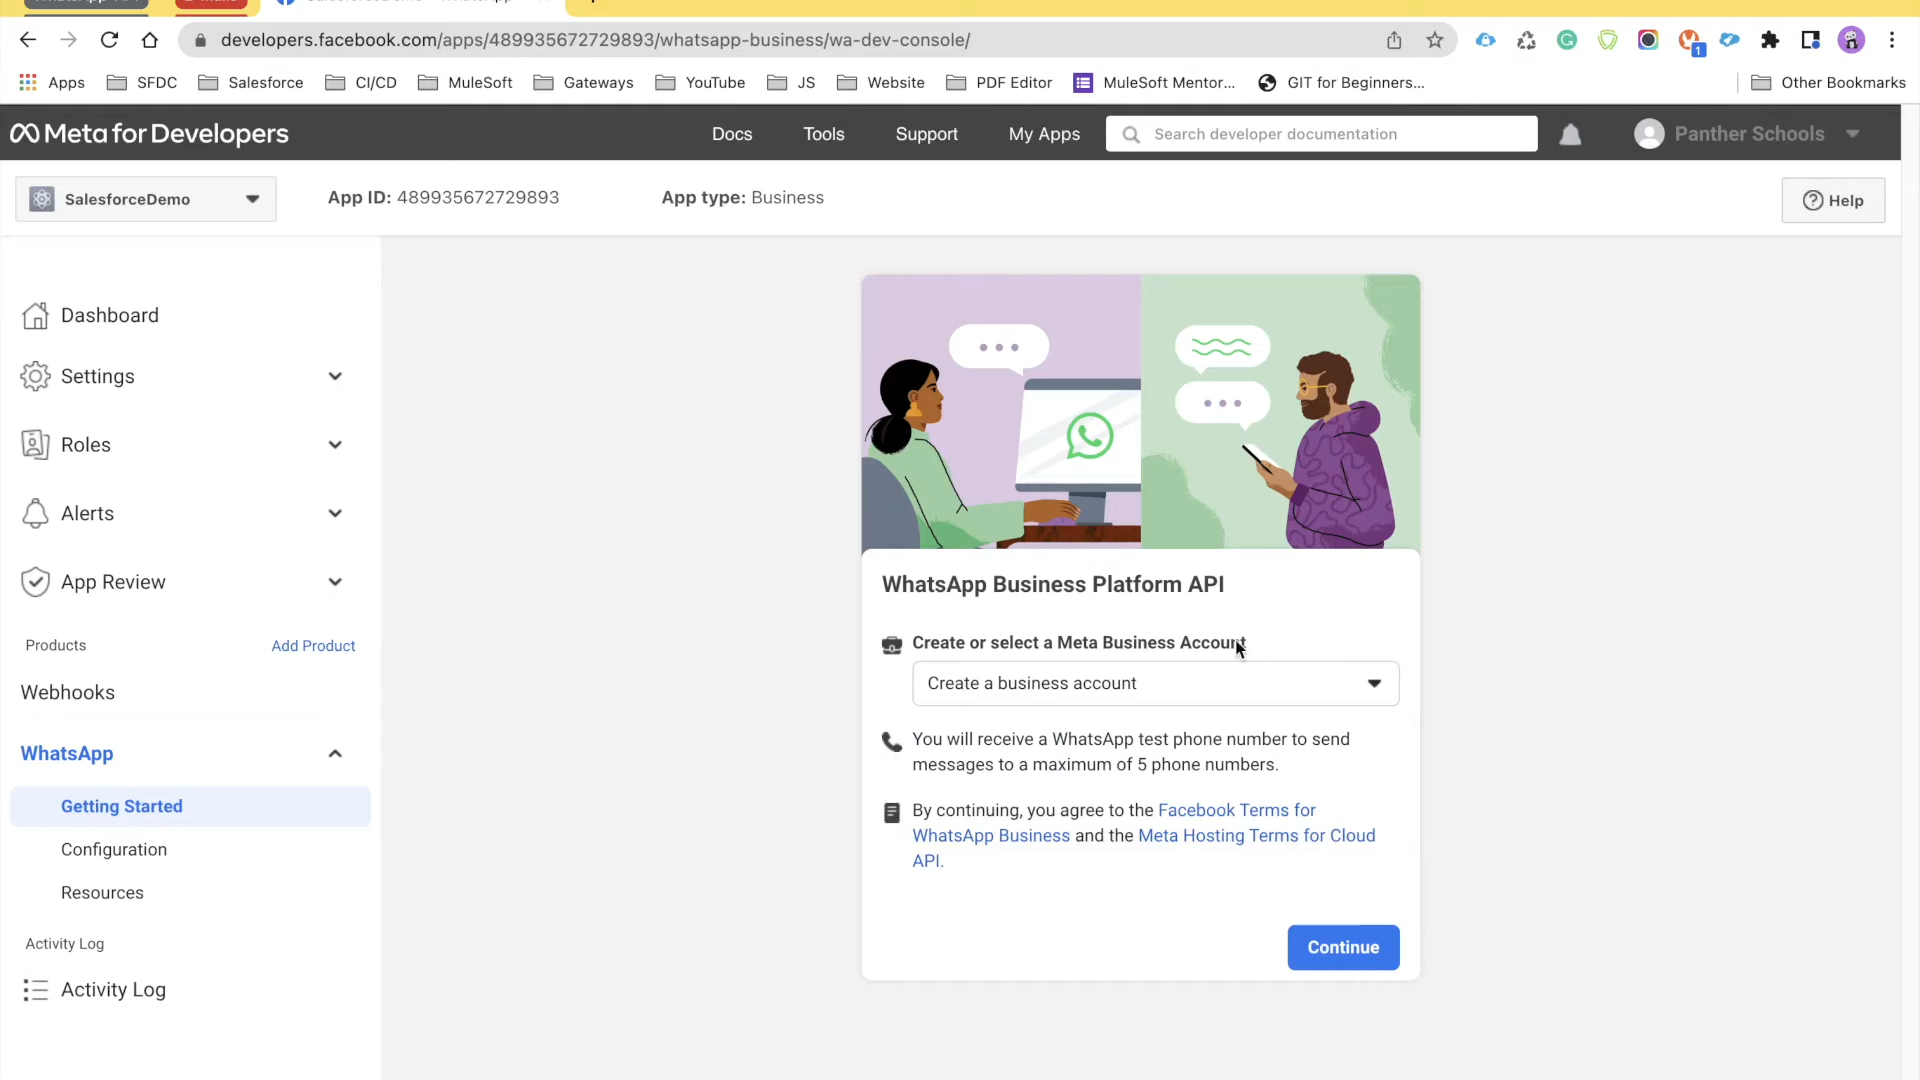 developers.facebook.com/apps/489935672729893/whatsapp-business/wa-dev-console/
1
Apps SFDC Salesforce CI/CD MuleSoft Gateways YouTube JS Website PDF Editor MuleSoft Mentor... GIT for Beginners... Other Bookmarks
Meta for Developers Docs Tools Support My Apps Search developer documentation Panther Schools
SalesforceDemo App ID: 489935672729893 App type: Business Help
Dashboard
Settings
Roles
Alerts
App Review
Products Add Product
Webhooks
WhatsApp
Getting Started
Configuration
Resources
Activity Log
Activity Log
WhatsApp Business Platform API
Create or select a Meta Business Account
Create a business account
You will receive a WhatsApp test phone number to send
messages to a maximum of 5 phone numbers.
By continuing, you agree to the Facebook Terms for
WhatsApp Business and the Meta Hosting Terms for Cloud
API.
Continue